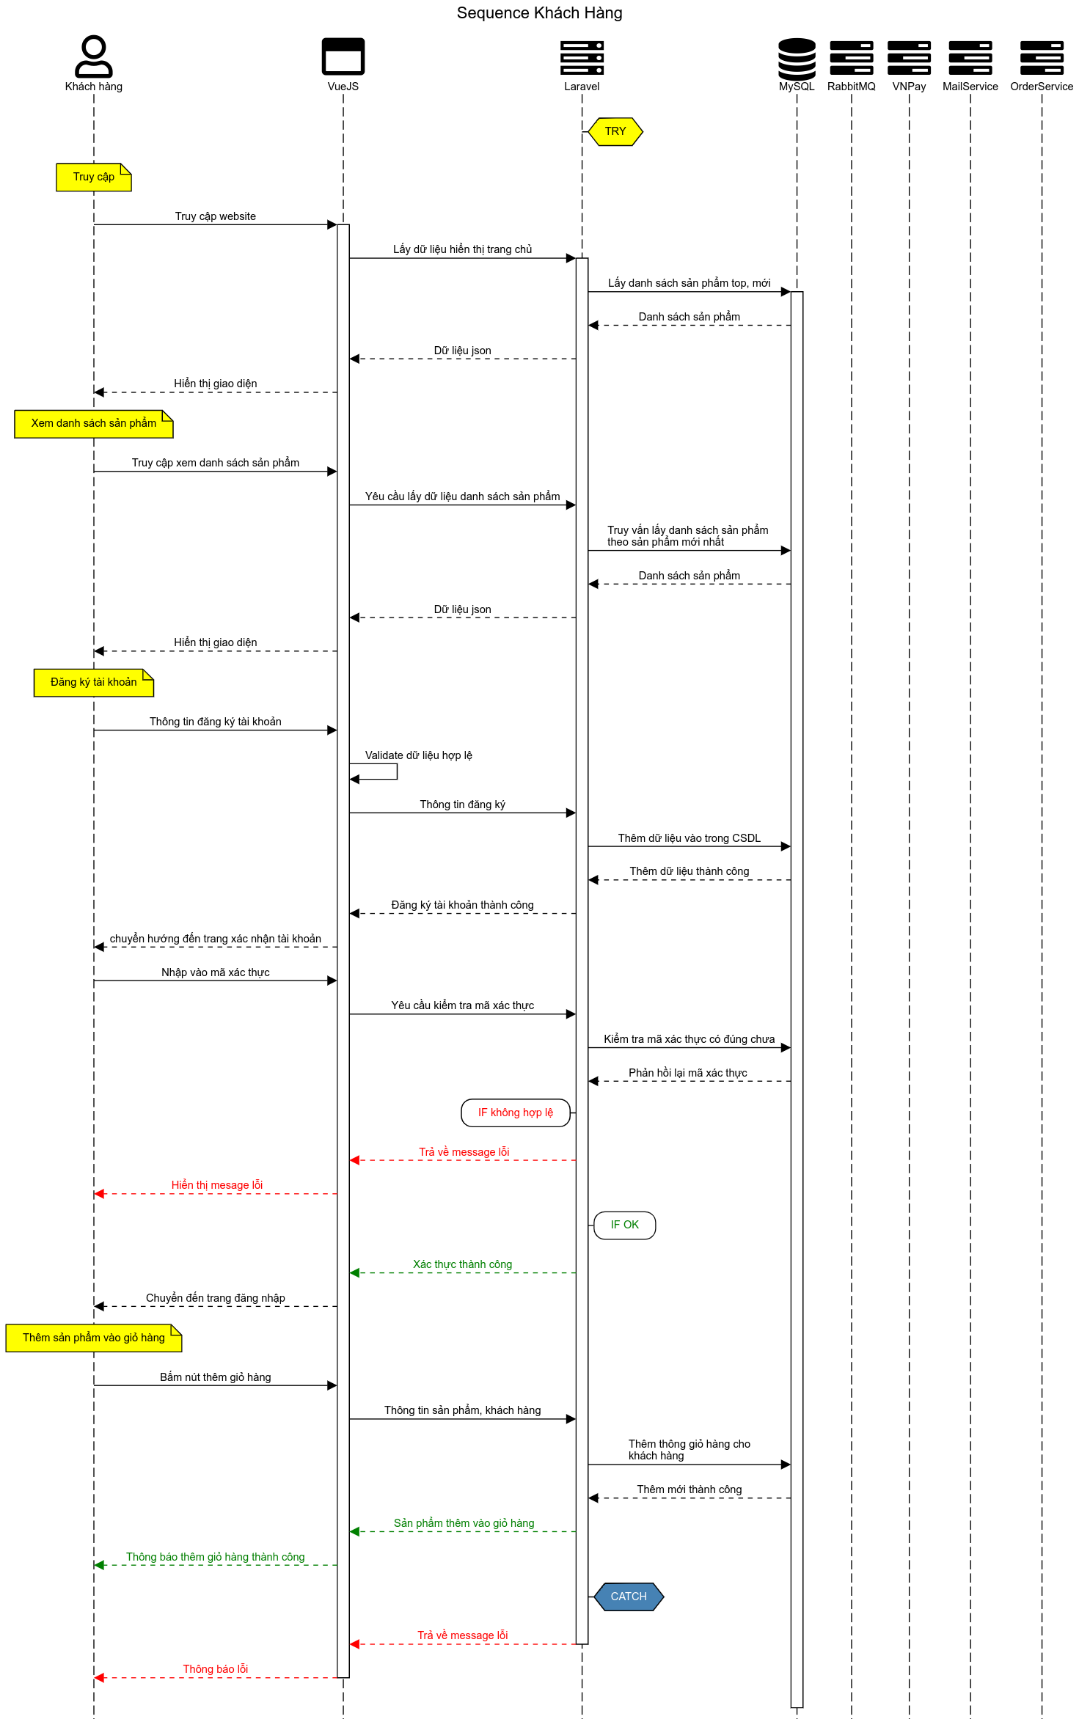 Sequence Khách Hàng
Khách hàng
VueJS
Laravel
MySQL
RabbitMQ
VNPay
MailService
OrderService
TRY
Truy cập
Truy cập website
Lấy dữ liệu hiển thị trang chủ
Lấy danh sách sản phẩm top, mới
Danh sách sản phẩm
Dữ liệu json
Hiển thị giao diện
Xem danh sách sản phẩm
Truy cập xem danh sách sản phẩm
Yêu cầu lấy dữ liệu danh sách sản phẩm
Truy vấn lấy danh sách sản phẩm
theo sản phẩm mới nhất
Danh sách sản phẩm
Dữ liệu json
Hiển thị giao diện
Đăng ký tài khoản
Thông tin đăng ký tài khoản
Validate dữ liệu hợp lệ
Thông tin đăng ký
Thêm dữ liệu vào trong CSDL
Thêm dữ liệu thành công
Đăng ký tài khoản thành công
chuyển hướng đến trang xác nhận tài khoản
Nhập vào mã xác thực
Yêu cầu kiểm tra mã xác thực
Kiểm tra mã xác thực có đúng chưa
Phản hồi lại mã xác thực
IF không hợp lệ
Trả về message lỗi
Hiển thị mesage lỗi
IF OK
Xác thực thành công
Chuyển đến trang đăng nhập
Thêm sản phẩm vào giỏ hàng
Bấm nút thêm giỏ hàng
Thông tin sản phẩm, khách hàng
Thêm thông giỏ hàng cho
khách hàng
Thêm mới thành công
Sản phẩm thêm vào giỏ hàng
Thông báo thêm giỏ hàng thành công
CATCH
Trả về message lỗi
Thông báo lỗi